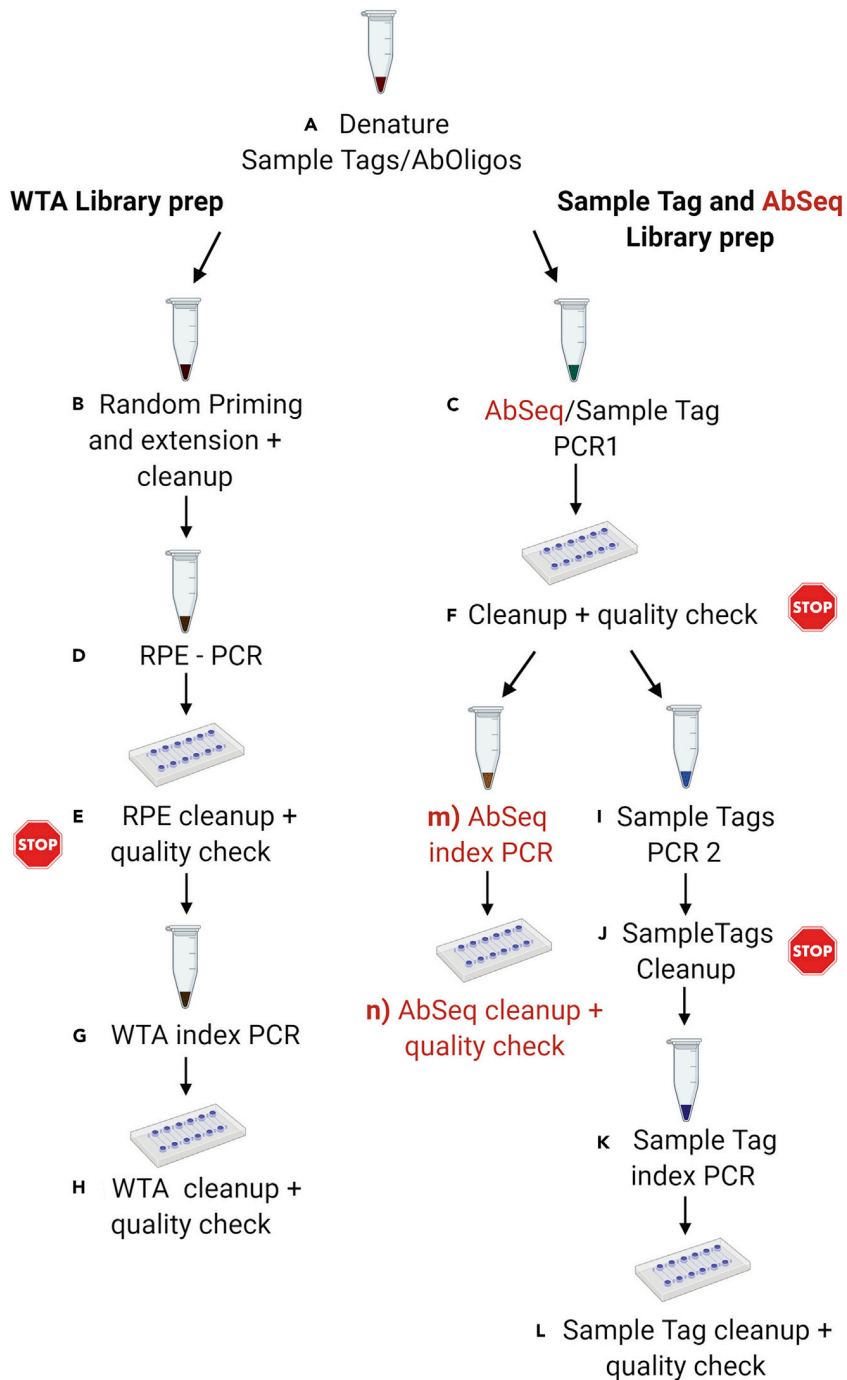 A Denature
Sample Tags/AbOligos
WTA Library prep
Sample Tag and AbSeq
Library prep
B Random Priming
and extension +
cleanup
C AbSeq/Sample Tag
PCR1
D RPE - PCR
F Cleanup + quality check
STOP
E RPE cleanup +
quality check
STOP
m) AbSeq
index PCR
I Sample Tags
PCR 2
J SampleTags
Cleanup
STOP
n) AbSeq cleanup +
quality check
G WTA index PCR
K Sample Tag
index PCR
H WTA cleanup +
quality check
L Sample Tag cleanup +
quality check